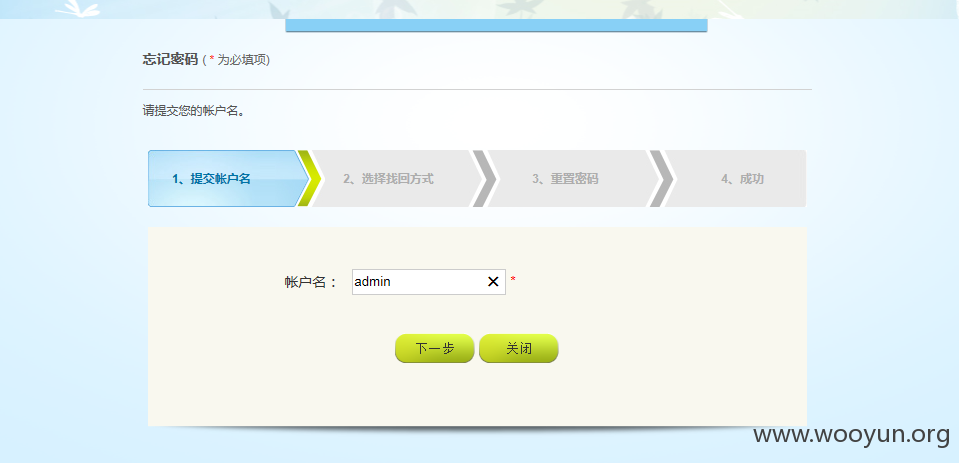 忘记密码 ( * 为必填项)
请提交您的帐户名。
1、提交帐户名 2、选择找回方式 3、重置密码 4、成功
帐户名： admin ✕ *
下一步 关闭
www.wooyun.org